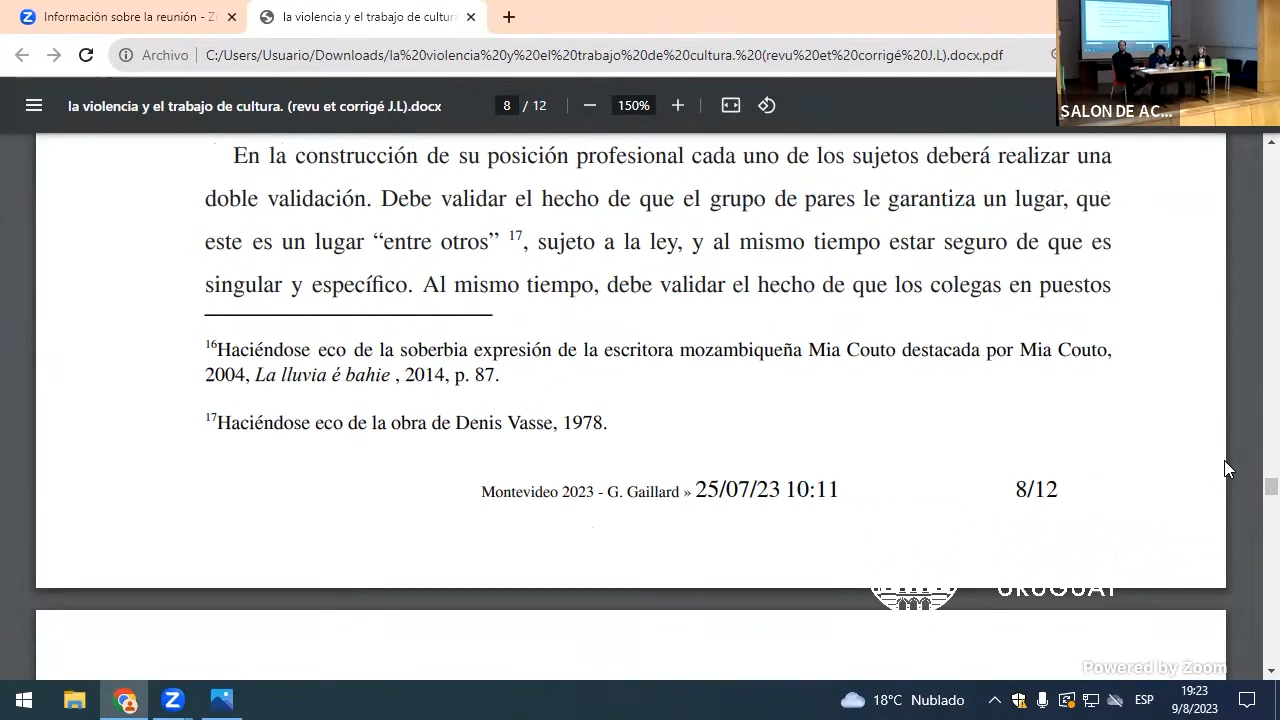 Información sobre la reunión - Zo
la violencia y el trabajo de cultura
Archivo
C:/Users/Usuario/Downloa
20y%20el%20trabajo%20
e%20cultu
e%20(revu%20et%20corrigé%20J.L).docx.pdf
la violencia y el trabajo de cultura. (revu et corrigé J.L).docx
8 / 12
150%
SALON DE AC...
En la construcción de su posición profesional cada uno de los sujetos deberá realizar una
doble validación. Debe validar el hecho de que el grupo de pares le garantiza un lugar, que
este es un lugar “entre otros” 17, sujeto a la ley, y al mismo tiempo estar seguro de que es
singular y específico. Al mismo tiempo, debe validar el hecho de que los colegas en puestos
16Haciéndose eco de la soberbia expresión de la escritora mozambiqueña Mia Couto destacada por Mia Couto,
2004, La lluvia é bahie , 2014, p. 87.
17Haciéndose eco de la obra de Denis Vasse, 1978.
Montevideo 2023 - G. Gaillard » 25/07/23 10:11
8/12
URUGUAY
Powered by Zoom
18°C Nublado
ESP
19:23
9/8/2023